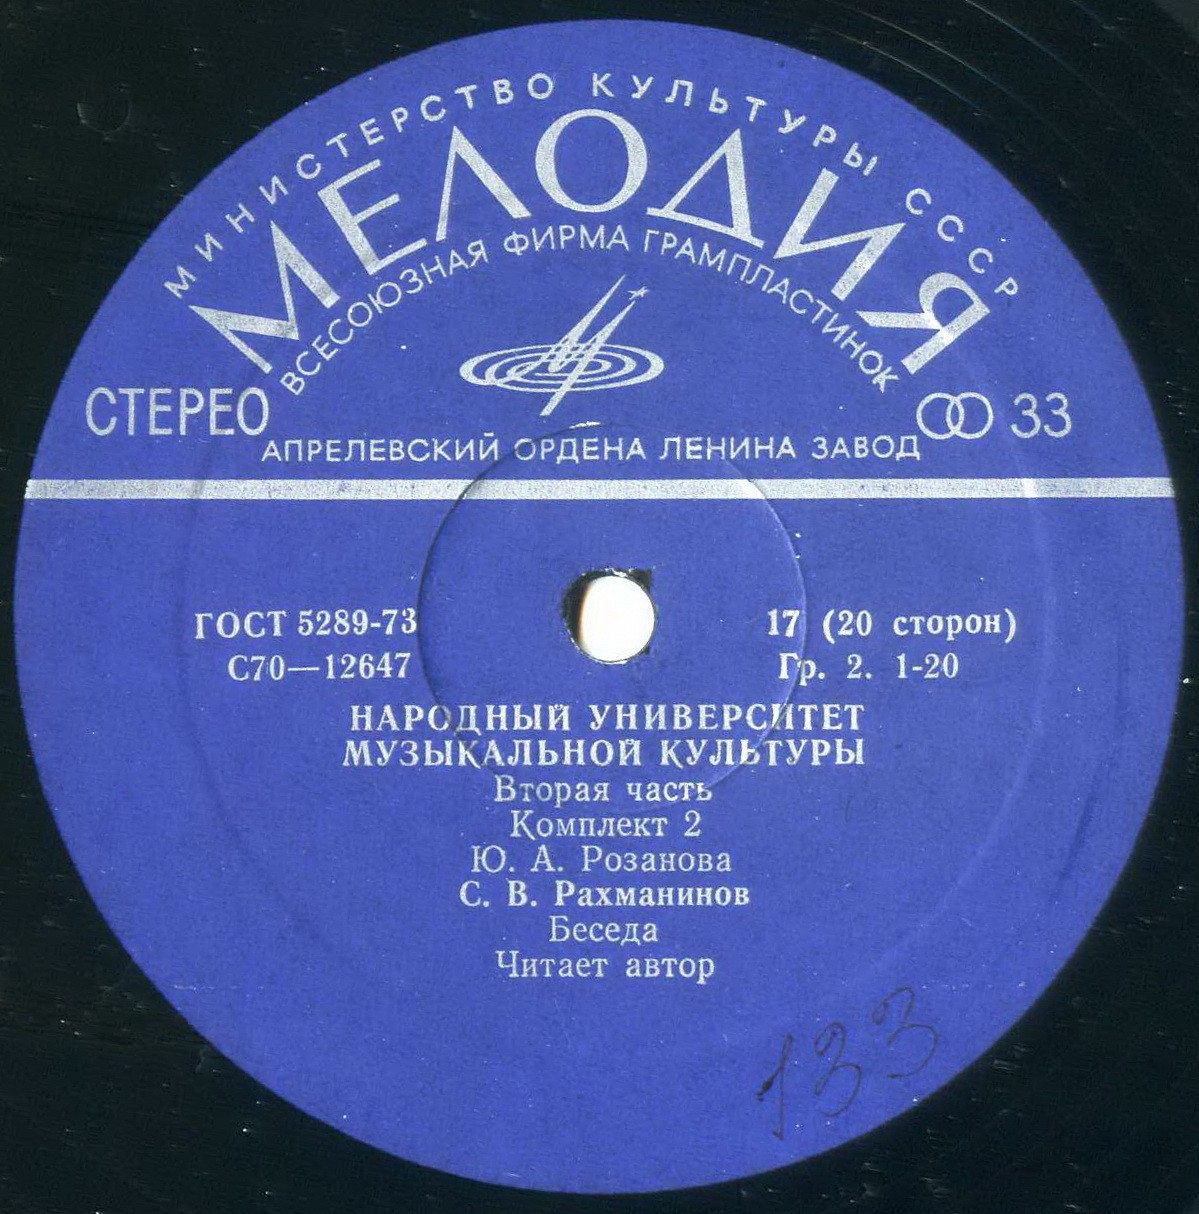 МИНИСТЕРСТВО КУЛЬТУРЫ СССР
МЕЛОДИЯ
ВСЕСОЮЗНАЯ ФИРМА ГРАМПЛАСТИНОК
СТЕРЕО
33
АПРЕЛЕВСКИЙ ОРДЕНА ЛЕНИНА ЗАВОД
ГОСТ 5289-73
17 (20 сторон)
С70—12647
Гр. 2. 1-20
НАРОДНЫЙ УНИВЕРСИТЕТ
МУЗЫКАЛЬНОЙ КУЛЬТУРЫ
Вторая часть
Комплект 2
Ю. А. Розанова
С. В. Рахманинов
Беседа
Читает автор
133